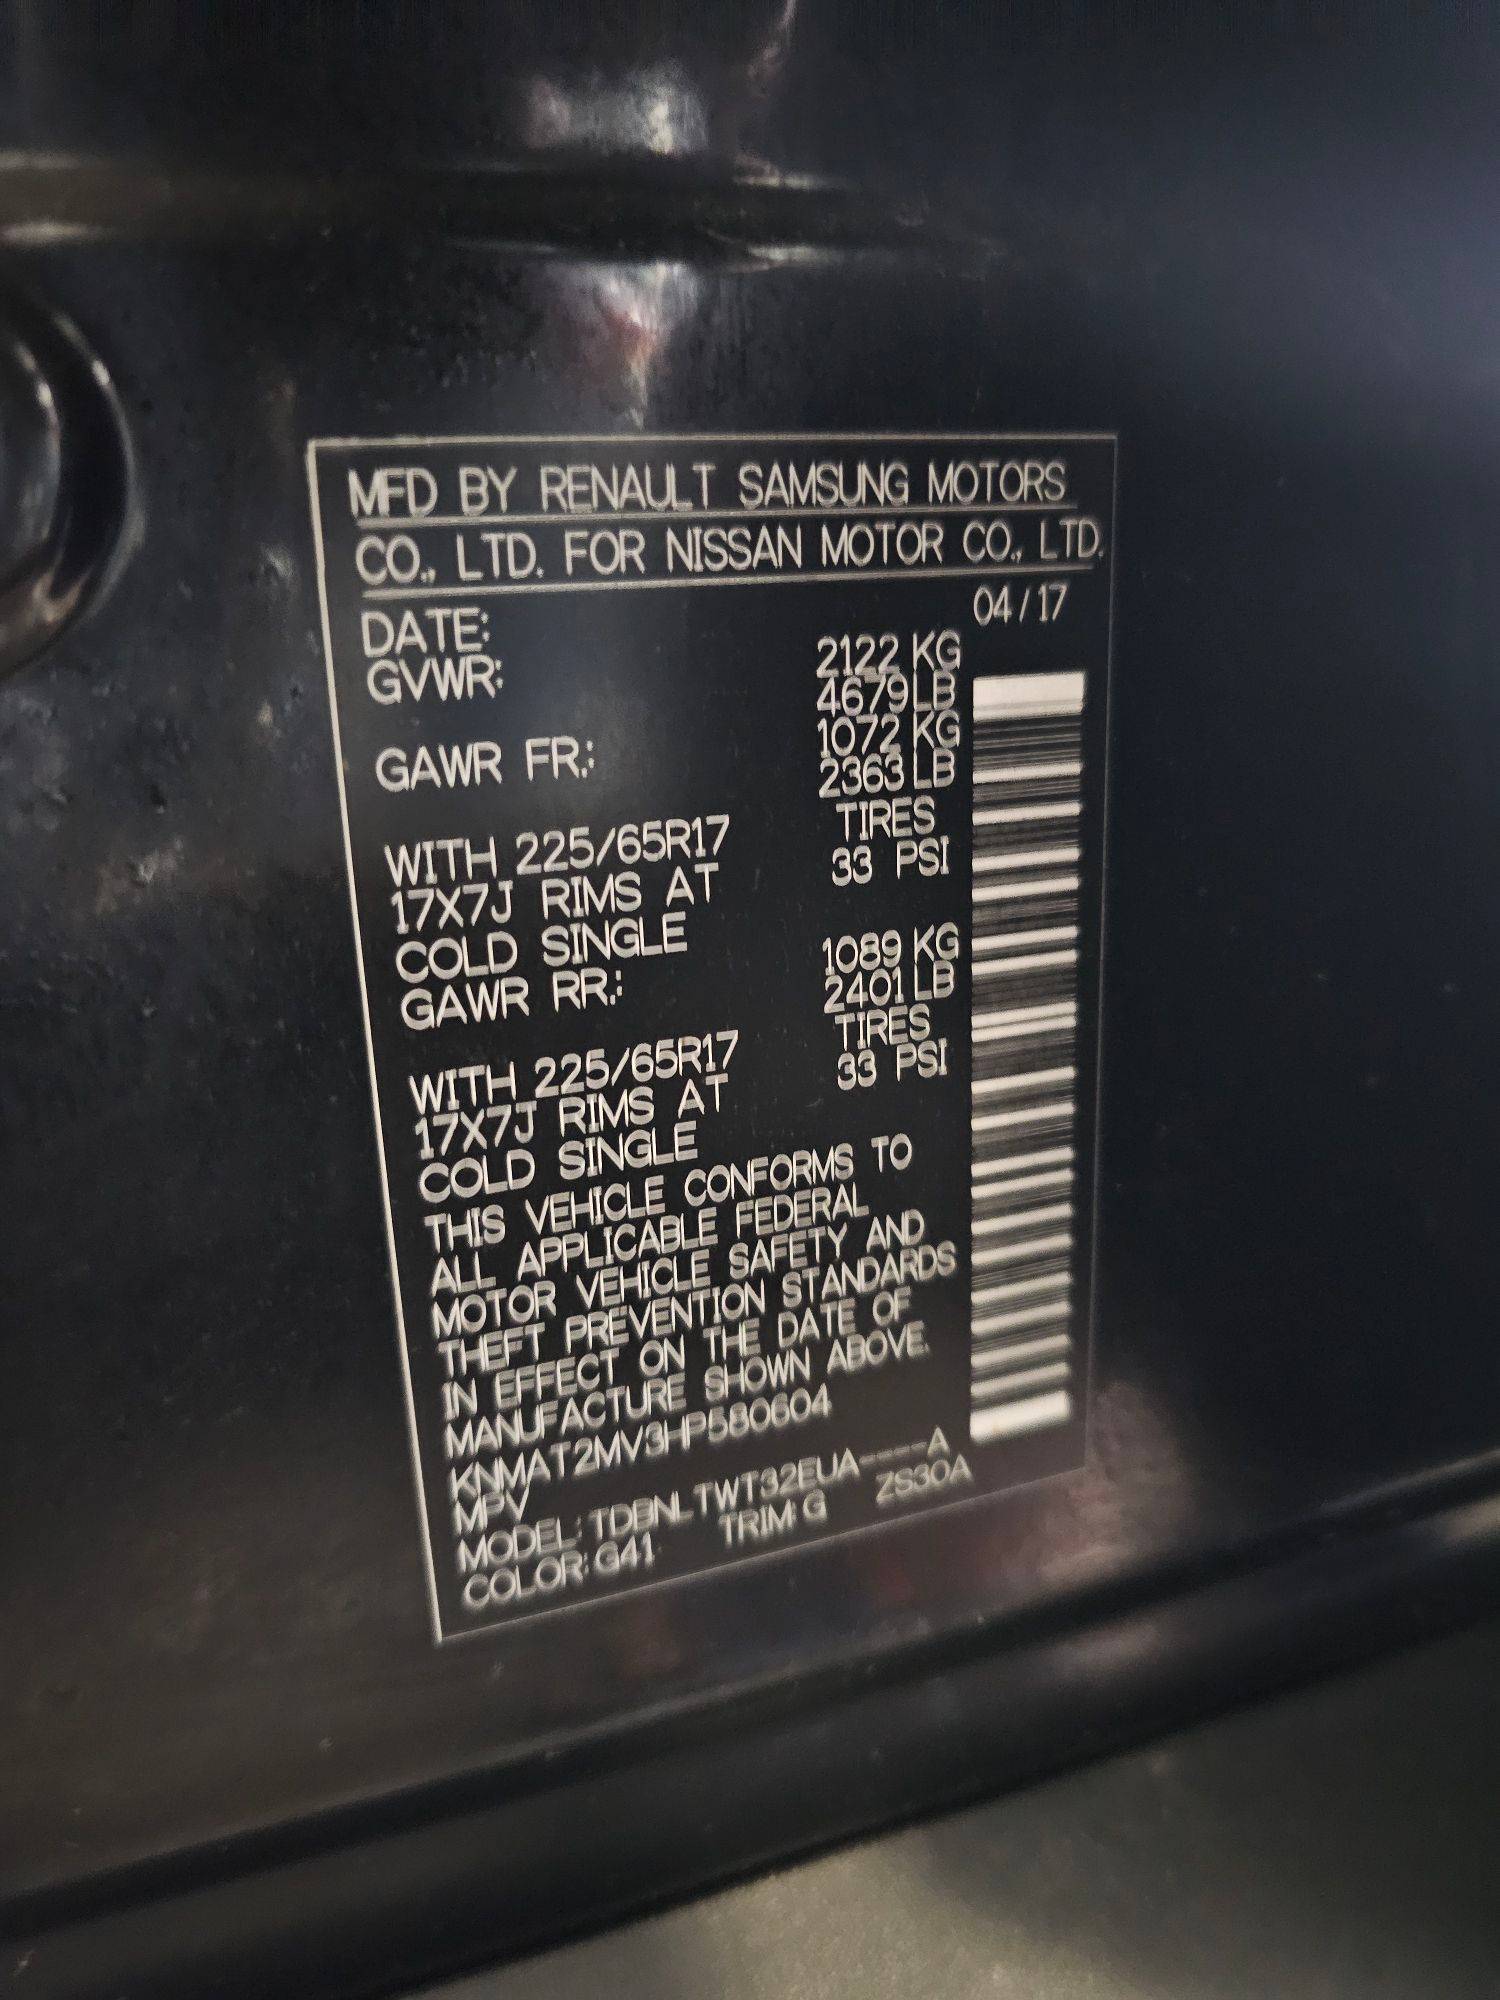 MFD BY RENAULT SAMSUNG MOTORS
CO., LTD. FOR NISSAN MOTOR CO., LTD.
DATE: 04/17
GVWR: 2122 KG
4679 LB
GAWR FR.: 1072 KG
2363 LB
WITH 225/65R17 TIRES
17X7J RIMS AT 33 PSI
COLD SINGLE
GAWR RR.: 1089 KG
2401 LB
WITH 225/65R17 TIRES
17X7J RIMS AT 33 PSI
COLD SINGLE
THIS VEHICLE CONFORMS TO
ALL APPLICABLE FEDERAL
MOTOR VEHICLE SAFETY AND
THEFT PREVENTION STANDARDS
IN EFFECT ON THE DATE OF
MANUFACTURE SHOWN ABOVE.
KNMAT2MV3HP580604
MPV
MODEL: TDBNLTWT32EUA----A
COLOR: G41 TRIM: G ZS30A